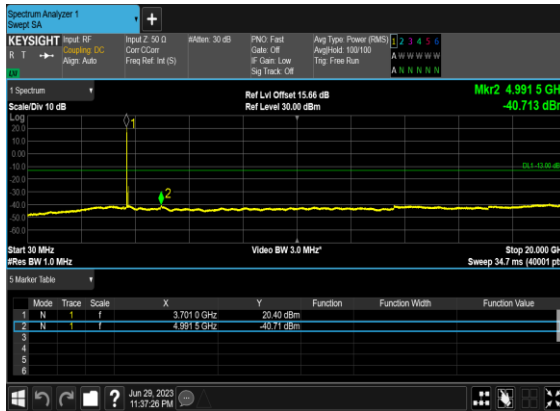 Spectrum Analyzer 1
Swept SA
+
KEYSIGHT
R T
Input: RF
Coupling: DC
Align: Auto
Input Z: 50 Ω
Corr CCorr
Freq Ref: Int (S)
#Atten: 30 dB
PNO: Fast
Gate: Off
IF Gain: Low
Sig Track: Off
Avg Type: Power (RMS)
Avg|Hold: 100/100
Trig: Free Run
1 2 3 4 5 6
A W W W W W
A N N N N N
1 Spectrum
Scale/Div 10 dB
Ref Lvl Offset 15.66 dB
Ref Level 30.00 dBm
Mkr2 4.991 5 GH
-40.713 dBr
Log
20.0
10.0
0.00
-10.0
-20.0
-30.0
-40.0
-50.0
-60.0
1
2
DL1 -13.00 dB
Start 30 MHz
#Res BW 1.0 MHz
Video BW 3.0 MHz*
Stop 20.000 GH
Sweep 34.7 ms (40001 pt
5 Marker Table
Mode Trace Scale X Y Function Function Width Function Value
1 N 1 f 3.701 0 GHz 20.40 dBm
2 N 1 f 4.991 5 GHz -40.71 dBm
3
4
5
6
?
Jun 29, 2023
11:37:26 PM